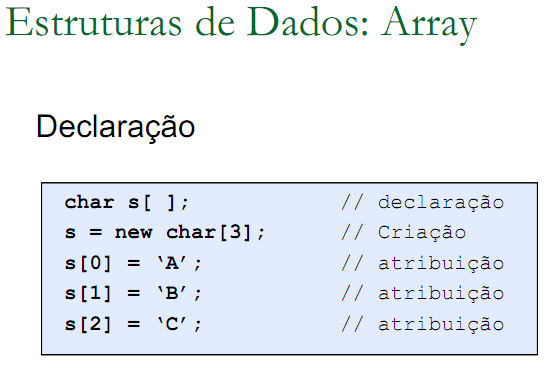 Estruturas de Dados: Array
Declaração
char s[ ]; // declaração
s = new char[3]; // Criação
s[0] = ‘A’; // atribuição
s[1] = ‘B’; // atribuição
s[2] = ‘C’; // atribuição